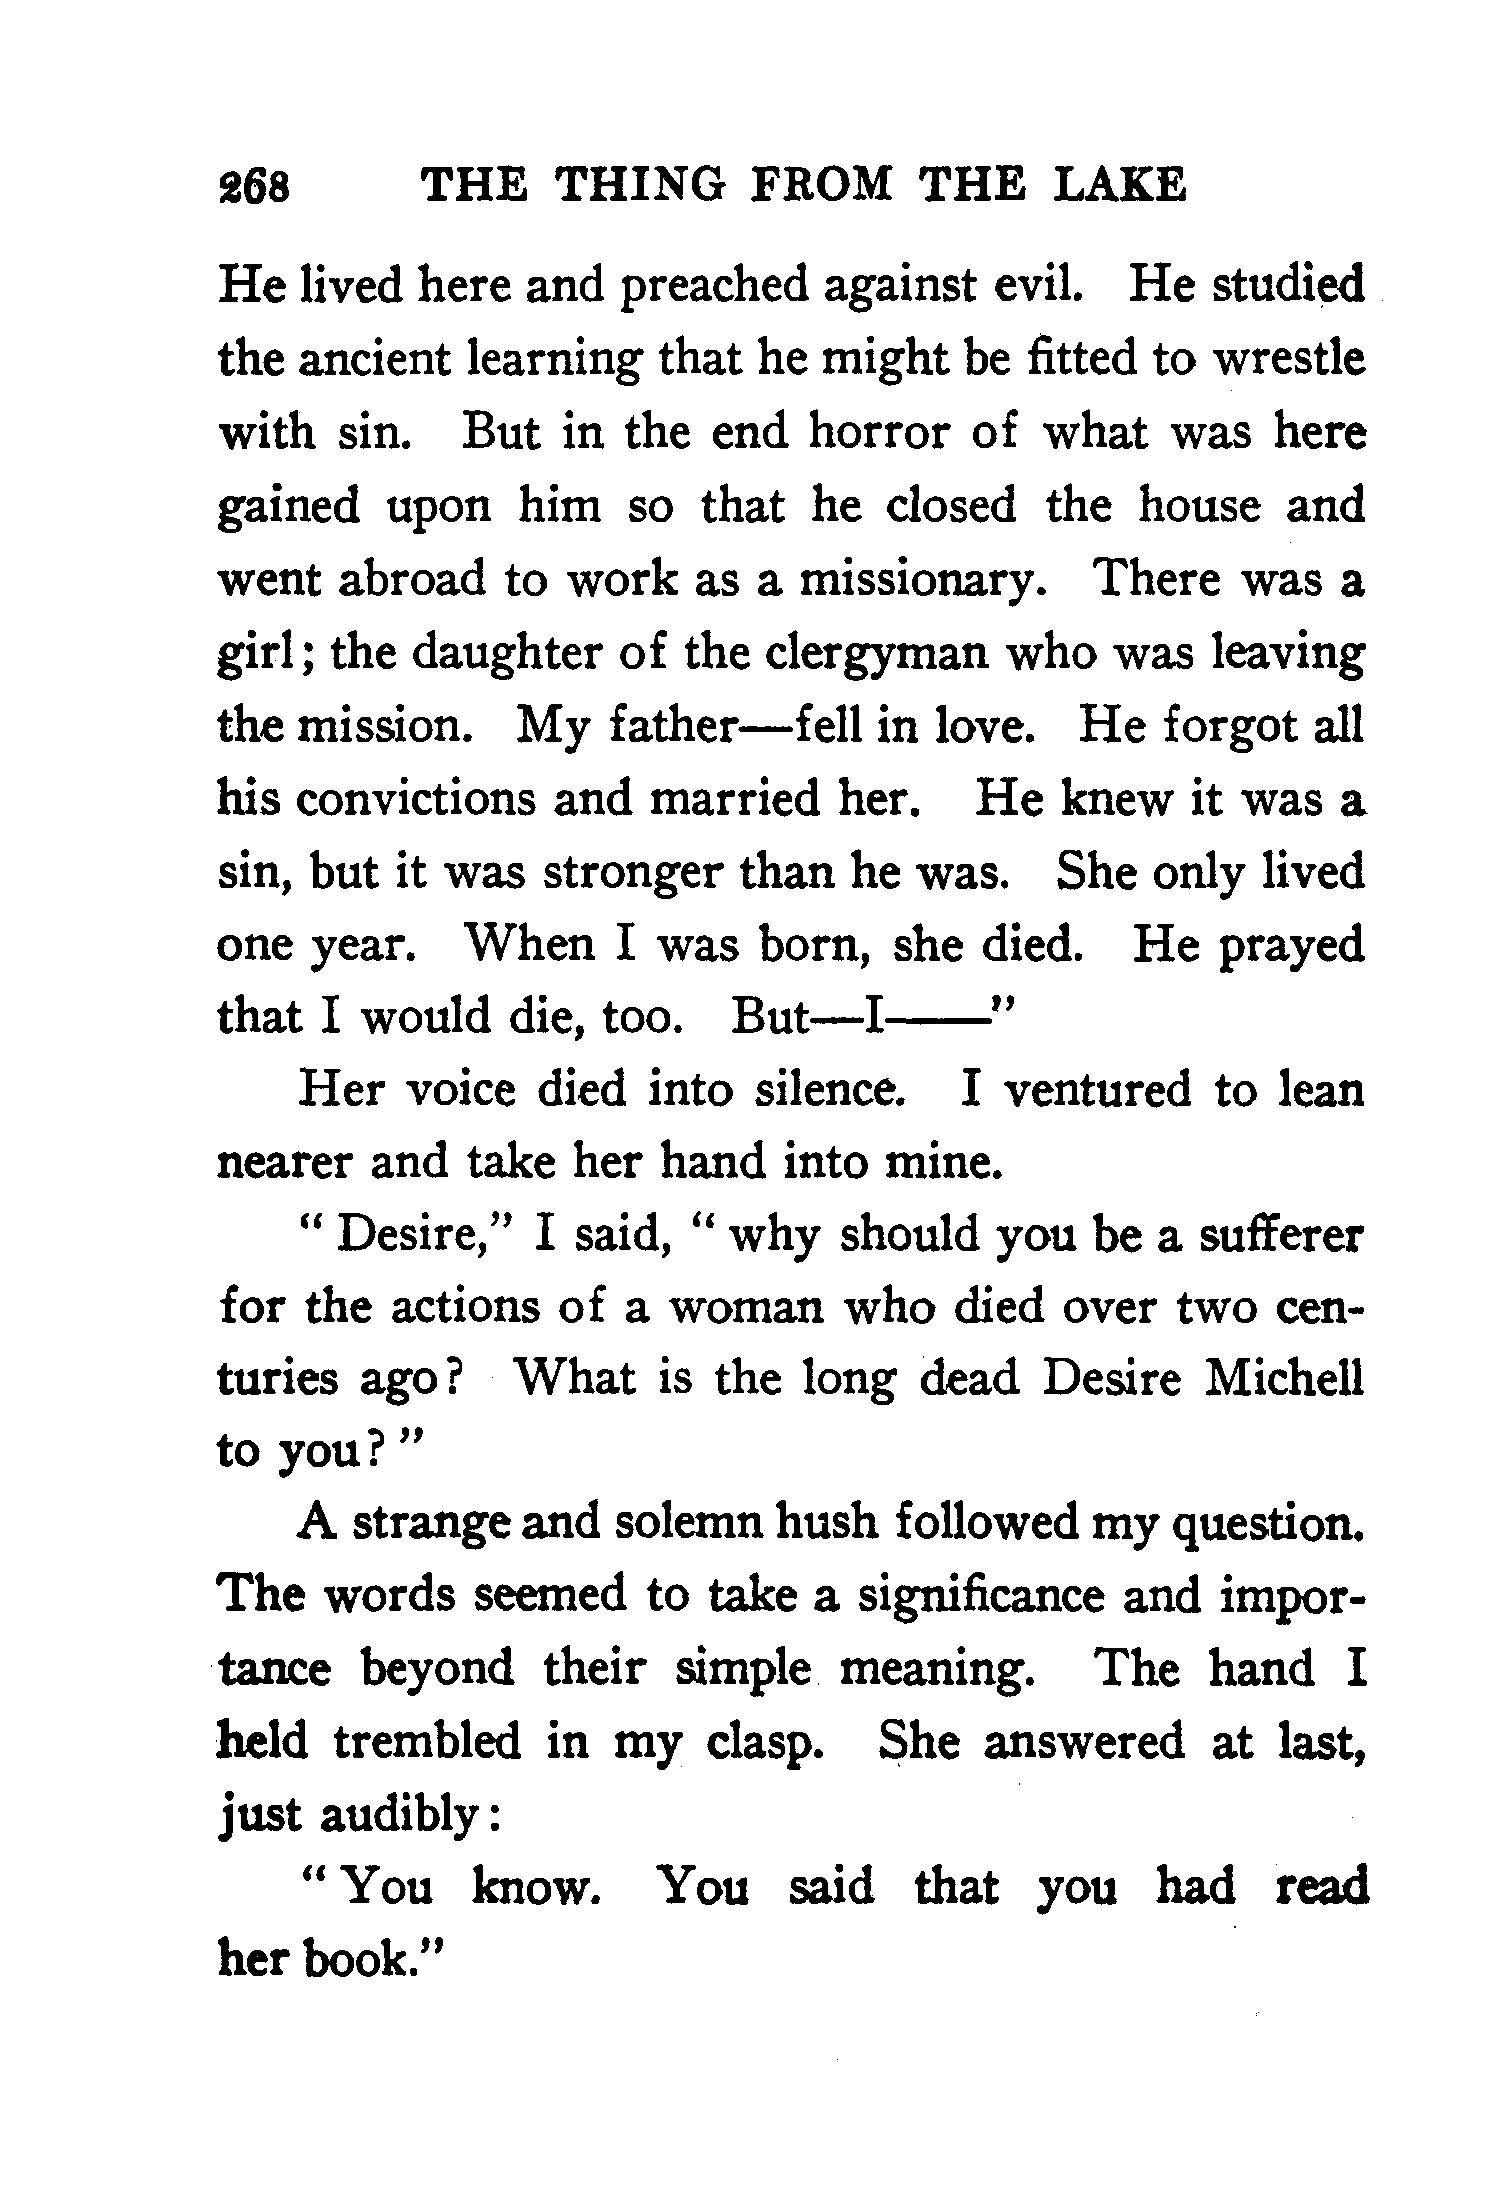 268 THE THING FROM THE LAKE
He lived here and preached against evil. He studied
the ancient learning that he might be fitted to wrestle
with sin. But in the end horror of what was here
gained upon him so that he closed the house and
went abroad to work as a missionary. There was a
girl; the daughter of the clergyman who was leaving
the mission. My father—fell in love. He forgot all
his convictions and married her. He knew it was a
sin, but it was stronger than he was. She only lived
one year. When I was born, she died. He prayed
that I would die, too. But—I——"
Her voice died into silence. I ventured to lean
nearer and take her hand into mine.
"Desire," I said, "why should you be a sufferer
for the actions of a woman who died over two cen-
turies ago? What is the long dead Desire Michell
to you?"
A strange and solemn hush followed my question.
The words seemed to take a significance and impor-
tance beyond their simple meaning. The hand I
held trembled in my clasp. She answered at last,
just audibly:
"You know. You said that you had read
her book."